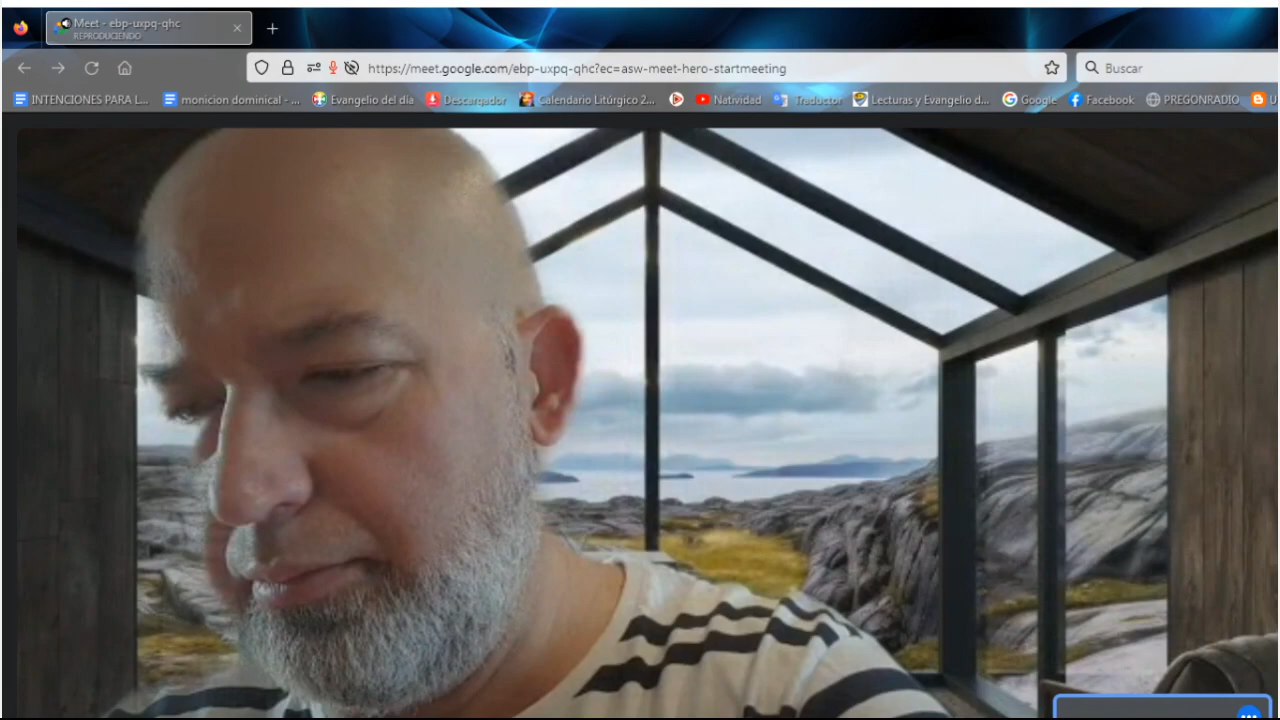 Meet - ebp-uxpq-qhc
REPRODUCIENDO
https://meet.google.com/ebp-uxpq-qhc?ec=asw-meet-hero-startmeeting
Buscar
INTENCIONES PARA L... monicion dominical - ... Evangelio del dia Descargador Calendario Litúrgico 2... Natividad Traductor Lecturas y Evangelio d... Google Facebook PREGONRADIO U